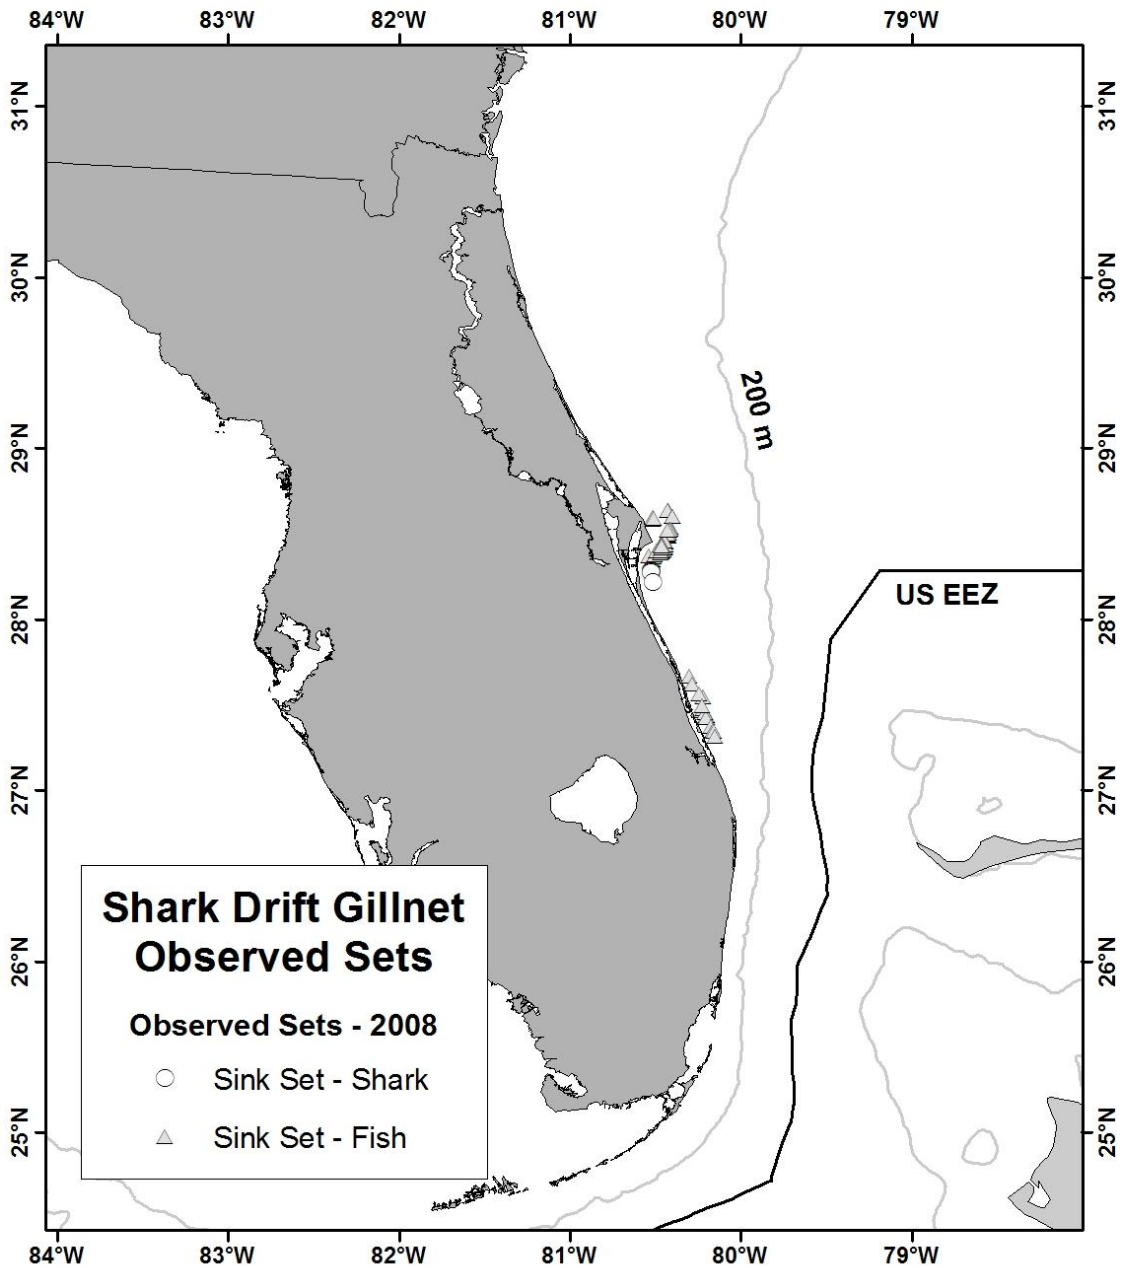 84°W 83°W 82°W 81°W 80°W 79°W
31°N 31°N
30°N 30°N
200 m
29°N 29°N
US EEZ
28°N 28°N
27°N 27°N
Shark Drift Gillnet
Observed Sets
26°N 26°N
Observed Sets - 2008
Sink Set - Shark
25°N 25°N
Sink Set - Fish
84°W 83°W 82°W 81°W 80°W 79°W